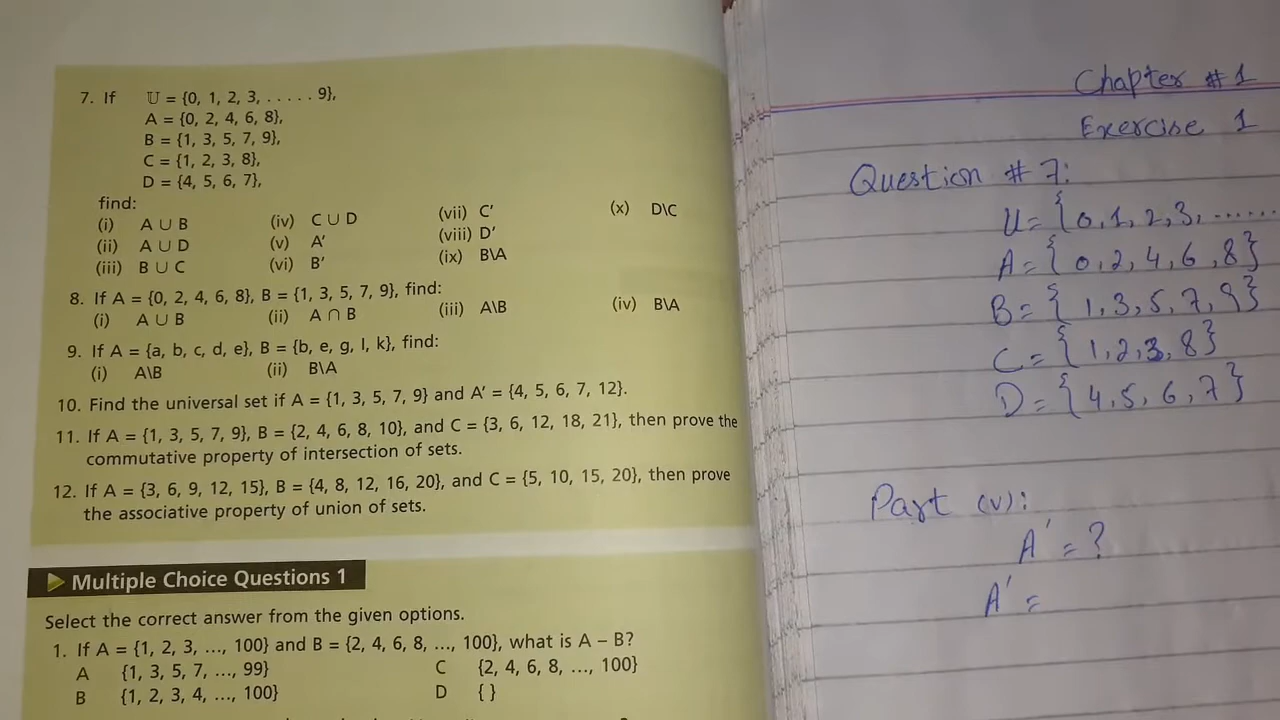 7. If U = {0, 1, 2, 3, . . . . . 9},
A = {0, 2, 4, 6, 8},
B = {1, 3, 5, 7, 9},
C = {1, 2, 3, 8},
D = {4, 5, 6, 7},
find:
(i) A ∪ B (iv) C ∪ D (vii) C′ (x) D\C
(ii) A ∪ D (v) A′ (viii) D′
(iii) B ∪ C (vi) B′ (ix) B\A
8. If A = {0, 2, 4, 6, 8}, B = {1, 3, 5, 7, 9}, find:
(i) A ∪ B (ii) A ∩ B (iii) A\B (iv) B\A
9. If A = {a, b, c, d, e}, B = {b, e, g, l, k}, find:
(i) A\B (ii) B\A
10. Find the universal set if A = {1, 3, 5, 7, 9} and A′ = {4, 5, 6, 7, 12}.
11. If A = {1, 3, 5, 7, 9}, B = {2, 4, 6, 8, 10}, and C = {3, 6, 12, 18, 21}, then prove the
commutative property of intersection of sets.
12. If A = {3, 6, 9, 12, 15}, B = {4, 8, 12, 16, 20}, and C = {5, 10, 15, 20}, then prove
the associative property of union of sets.
Multiple Choice Questions 1
Select the correct answer from the given options.
1. If A = {1, 2, 3, ..., 100} and B = {2, 4, 6, 8, ..., 100}, what is A – B?
A {1, 3, 5, 7, ..., 99} C {2, 4, 6, 8, ..., 100}
B {1, 2, 3, 4, ..., 100} D { }
Chapter # 1
Exercise 1
Question # 7:
U = {0, 1, 2, 3, ......
A = {0, 2, 4, 6, 8}
B = {1, 3, 5, 7, 9}
C = {1, 2, 3, 8}
D = {4, 5, 6, 7}
Part (v):
A′ = ?
A′ =